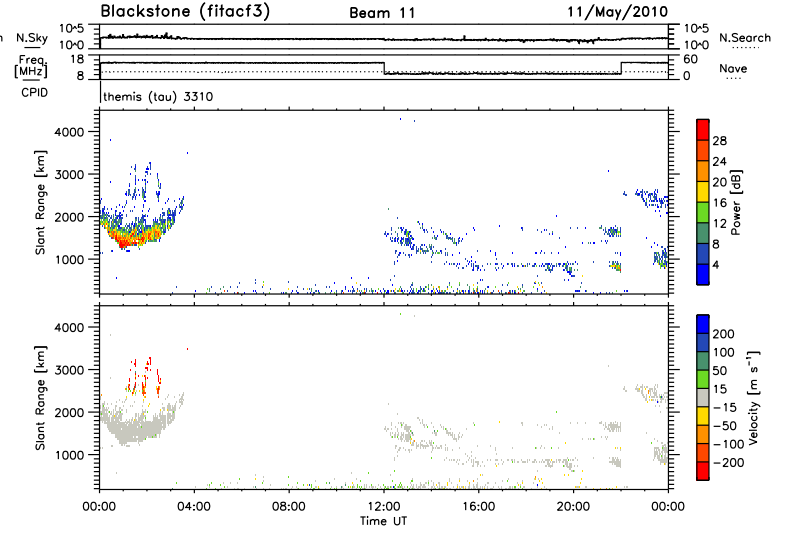 Blackstone (fitacf3)
Beam 11
11/May/2010
N.Sky
10^5
10^0
10^5
10^0
N.Search
Freq.
[MHz]
18
8
60
0
Nave
CPID
themis (tau) 3310
Slant Range [km]
4000
3000
2000
1000
28
24
20
16
12
8
4
Power [dB]
Slant Range [km]
4000
3000
2000
1000
200
100
50
15
−15
−50
−100
−200
Velocity [m s⁻¹]
00:00
04:00
08:00
12:00
16:00
20:00
00:00
Time UT